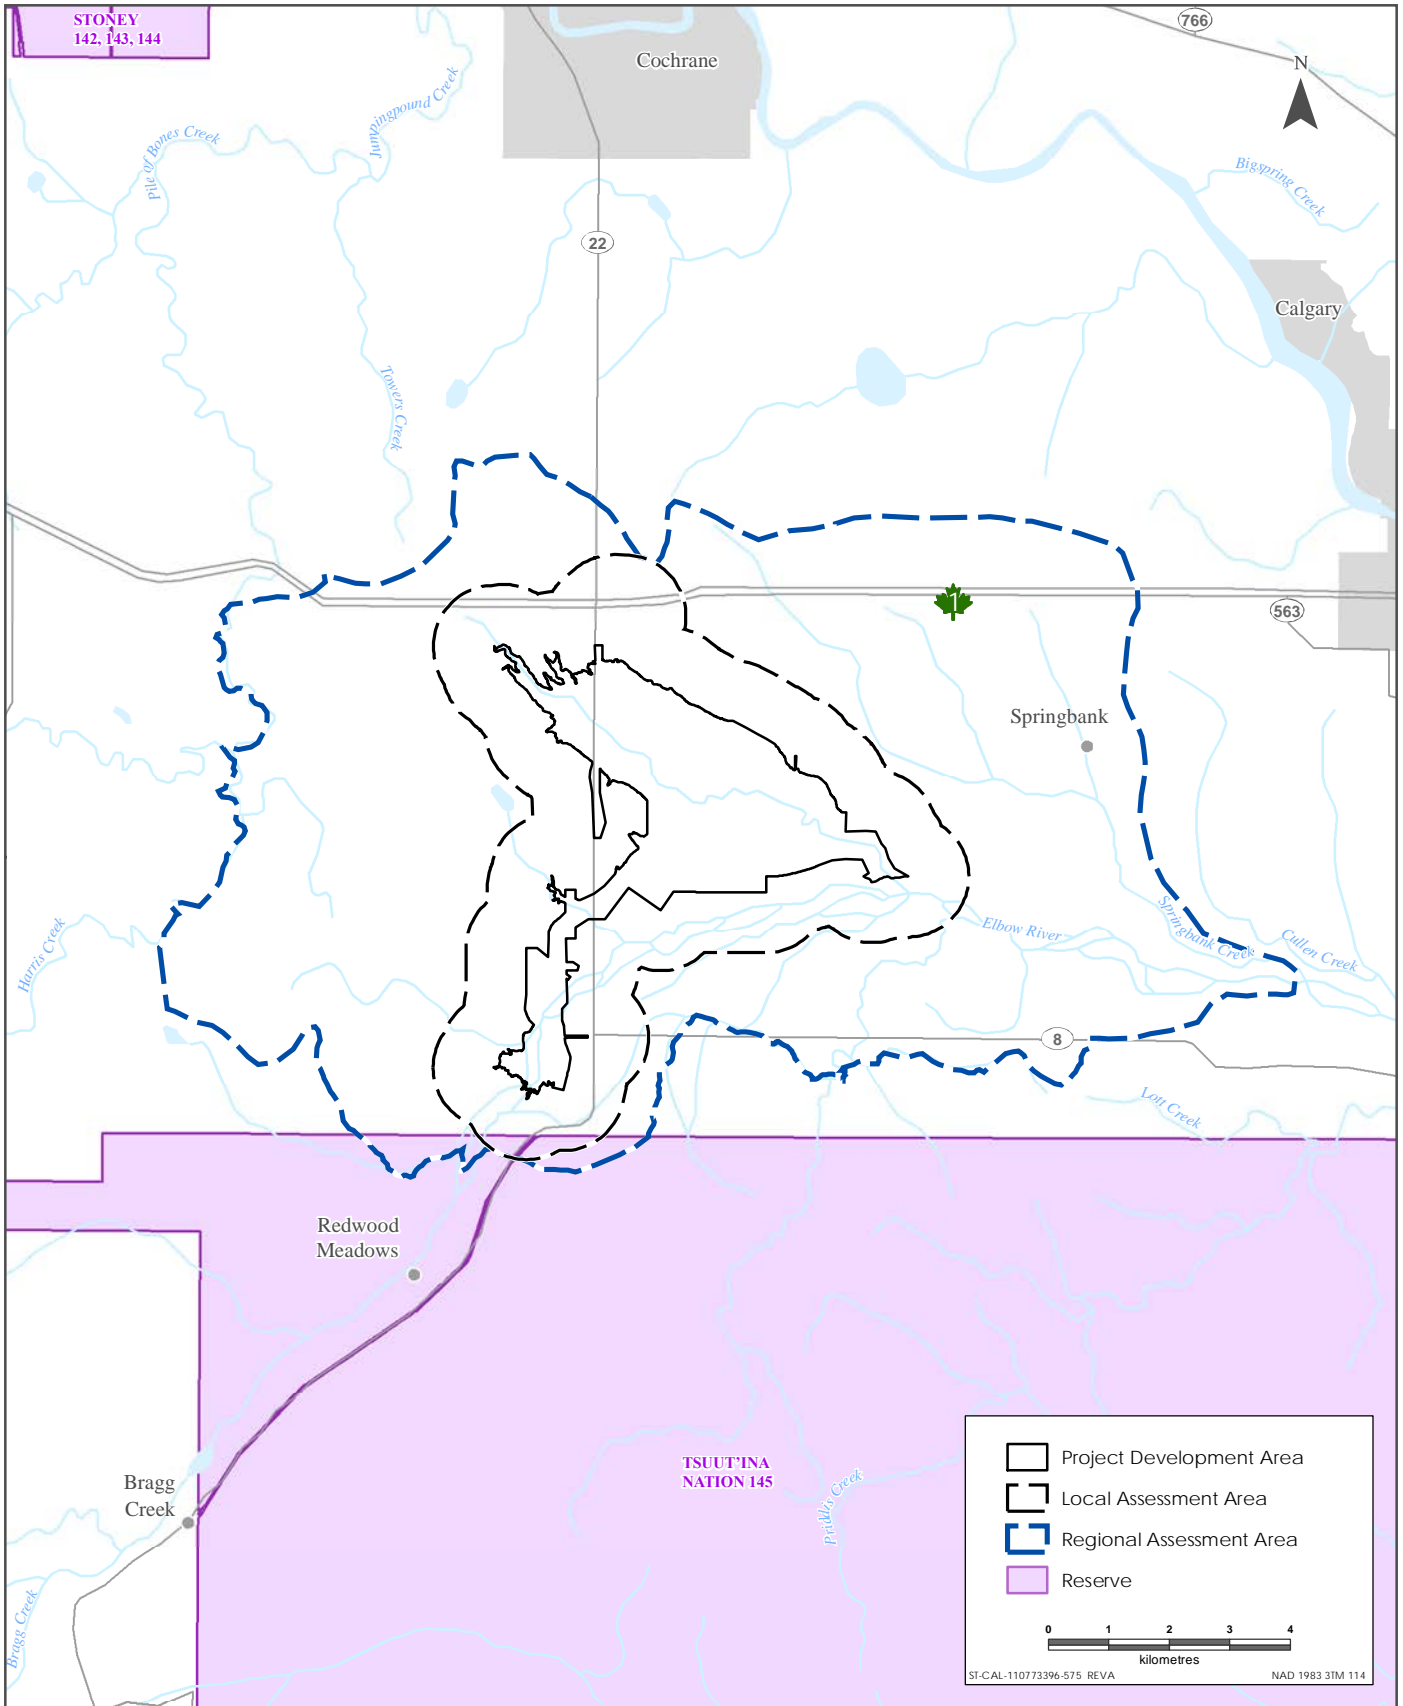 STONEY
142, 143, 144
Cochrane
766
N
Jumpingpound Creek
Pile of Bones Creek
Bigspring Creek
22
Calgary
Towers Creek
1
563
Springbank
Harris Creek
Elbow River
Springbank Creek
Cullen Creek
8
Lott Creek
Redwood
Meadows
TSUUT'INA
NATION 145
Bragg
Creek
Priddis Creek
Bragg Creek
Project Development Area
Local Assessment Area
Regional Assessment Area
Reserve
0 1 2 3 4
kilometres
ST-CAL-110773396-575 REVA
NAD 1983 3TM 114